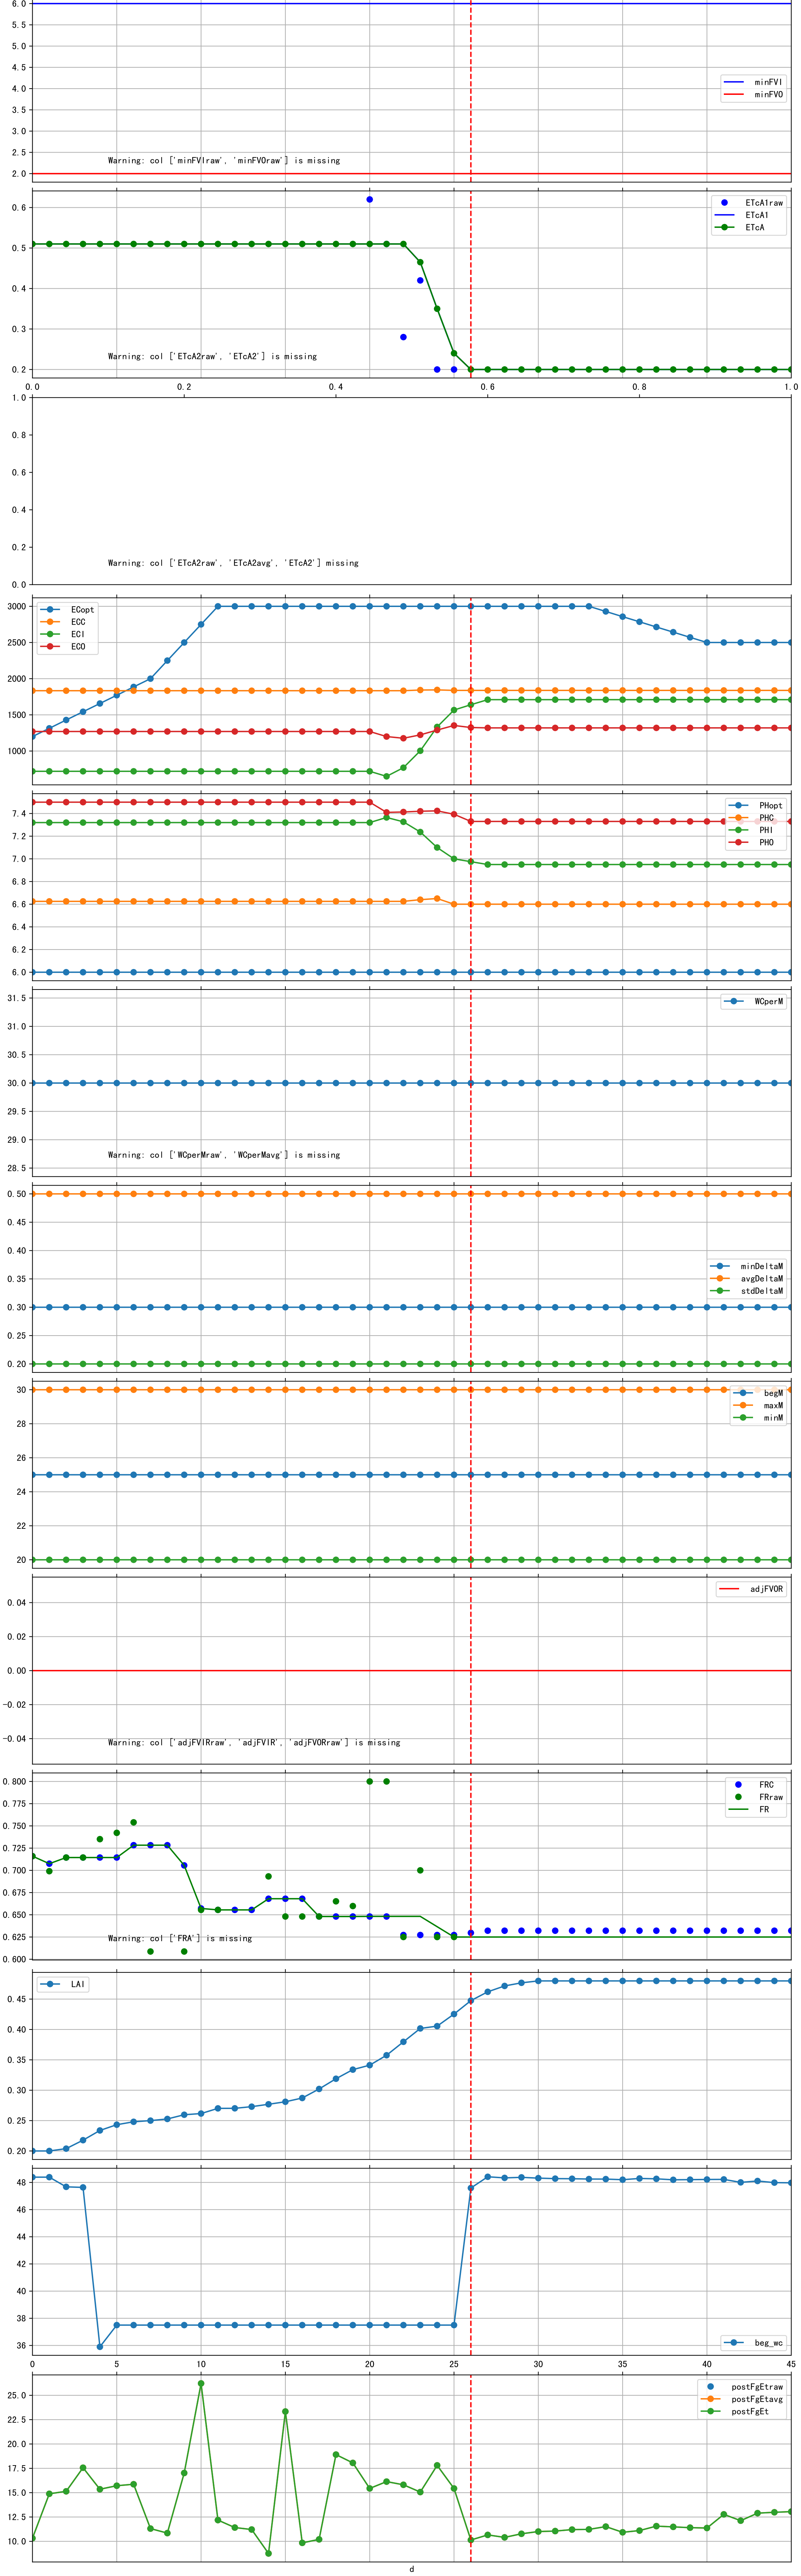 6.0
5.5
5.0
4.5
4.0
3.5
3.0
2.5
2.0
minFVI
minFVO
Warning: col ['minFVIraw', 'minFVOraw'] is missing
0.6
0.5
0.4
0.3
0.2
ETcA1raw
ETcA1
ETcA
Warning: col ['ETcA2raw', 'ETcA2'] is missing
0.0 0.2 0.4 0.6 0.8 1.0
1.0
0.8
0.6
0.4
0.2
0.0
Warning: col ['ETcA2raw', 'ETcA2avg', 'ETcA2'] missing
3000
2500
2000
1500
1000
ECopt
ECC
ECI
ECO
7.4
7.2
7.0
6.8
6.6
6.4
6.2
6.0
PHopt
PHC
PHI
PHO
31.5
31.0
30.5
30.0
29.5
29.0
28.5
WCperM
Warning: col ['WCperMraw', 'WCperMavg'] is missing
0.50
0.45
0.40
0.35
0.30
0.25
0.20
minDeltaM
avgDeltaM
stdDeltaM
30
28
26
24
22
20
begM
maxM
minM
0.04
0.02
0.00
-0.02
-0.04
adjFVOR
Warning: col ['adjFVIRraw', 'adjFVIR', 'adjFVORraw'] is missing
0.800
0.775
0.750
0.725
0.700
0.675
0.650
0.625
0.600
FRC
FRraw
FR
Warning: col ['FRA'] is missing
0.45
0.40
0.35
0.30
0.25
0.20
LAI
48
46
44
42
40
38
36
beg_wc
0 5 10 15 20 25 30 35 40 45
25.0
22.5
20.0
17.5
15.0
12.5
10.0
postFgEtraw
postFgEtavg
postFgEt
d